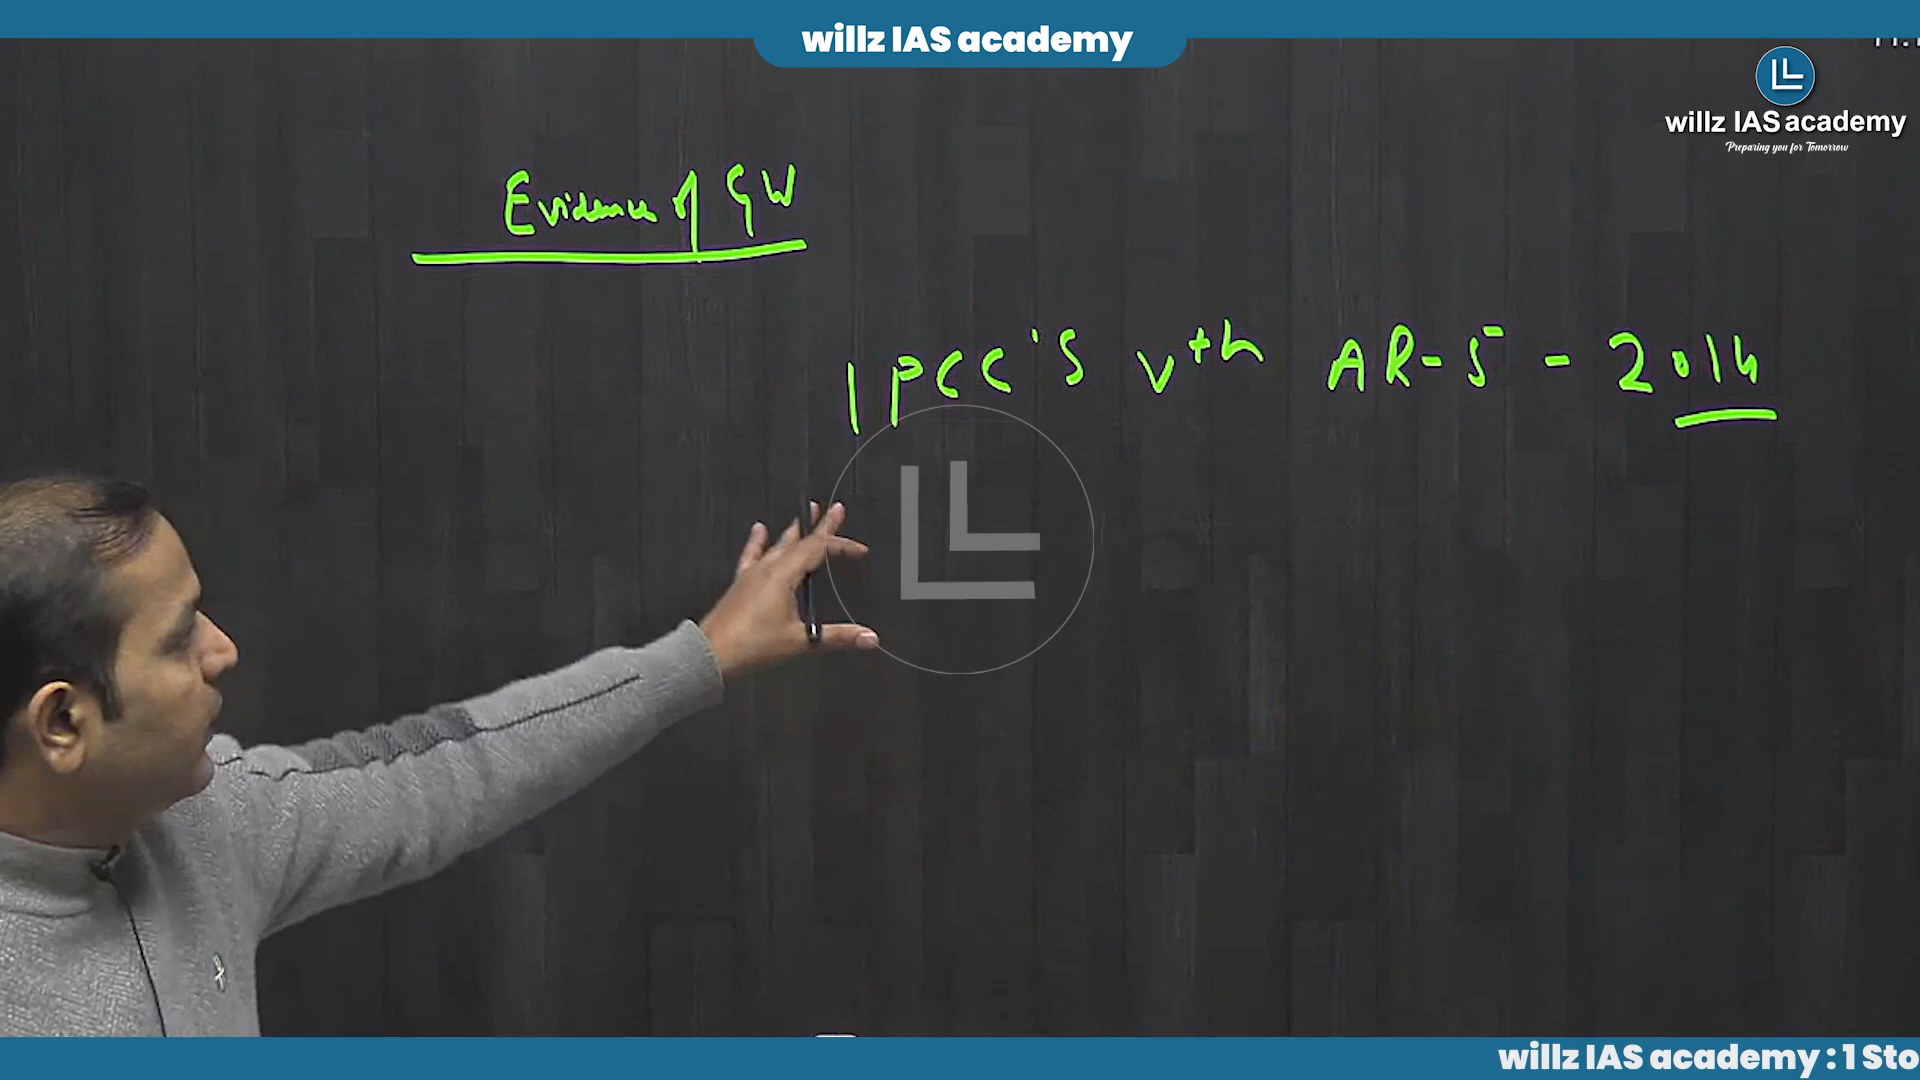 willz IAS academy
willz IAS academy
Preparing you for Tomorrow
Evidence of GW
IPCC'S Vth AR-5 - 2014
willz IAS academy : 1 Sto